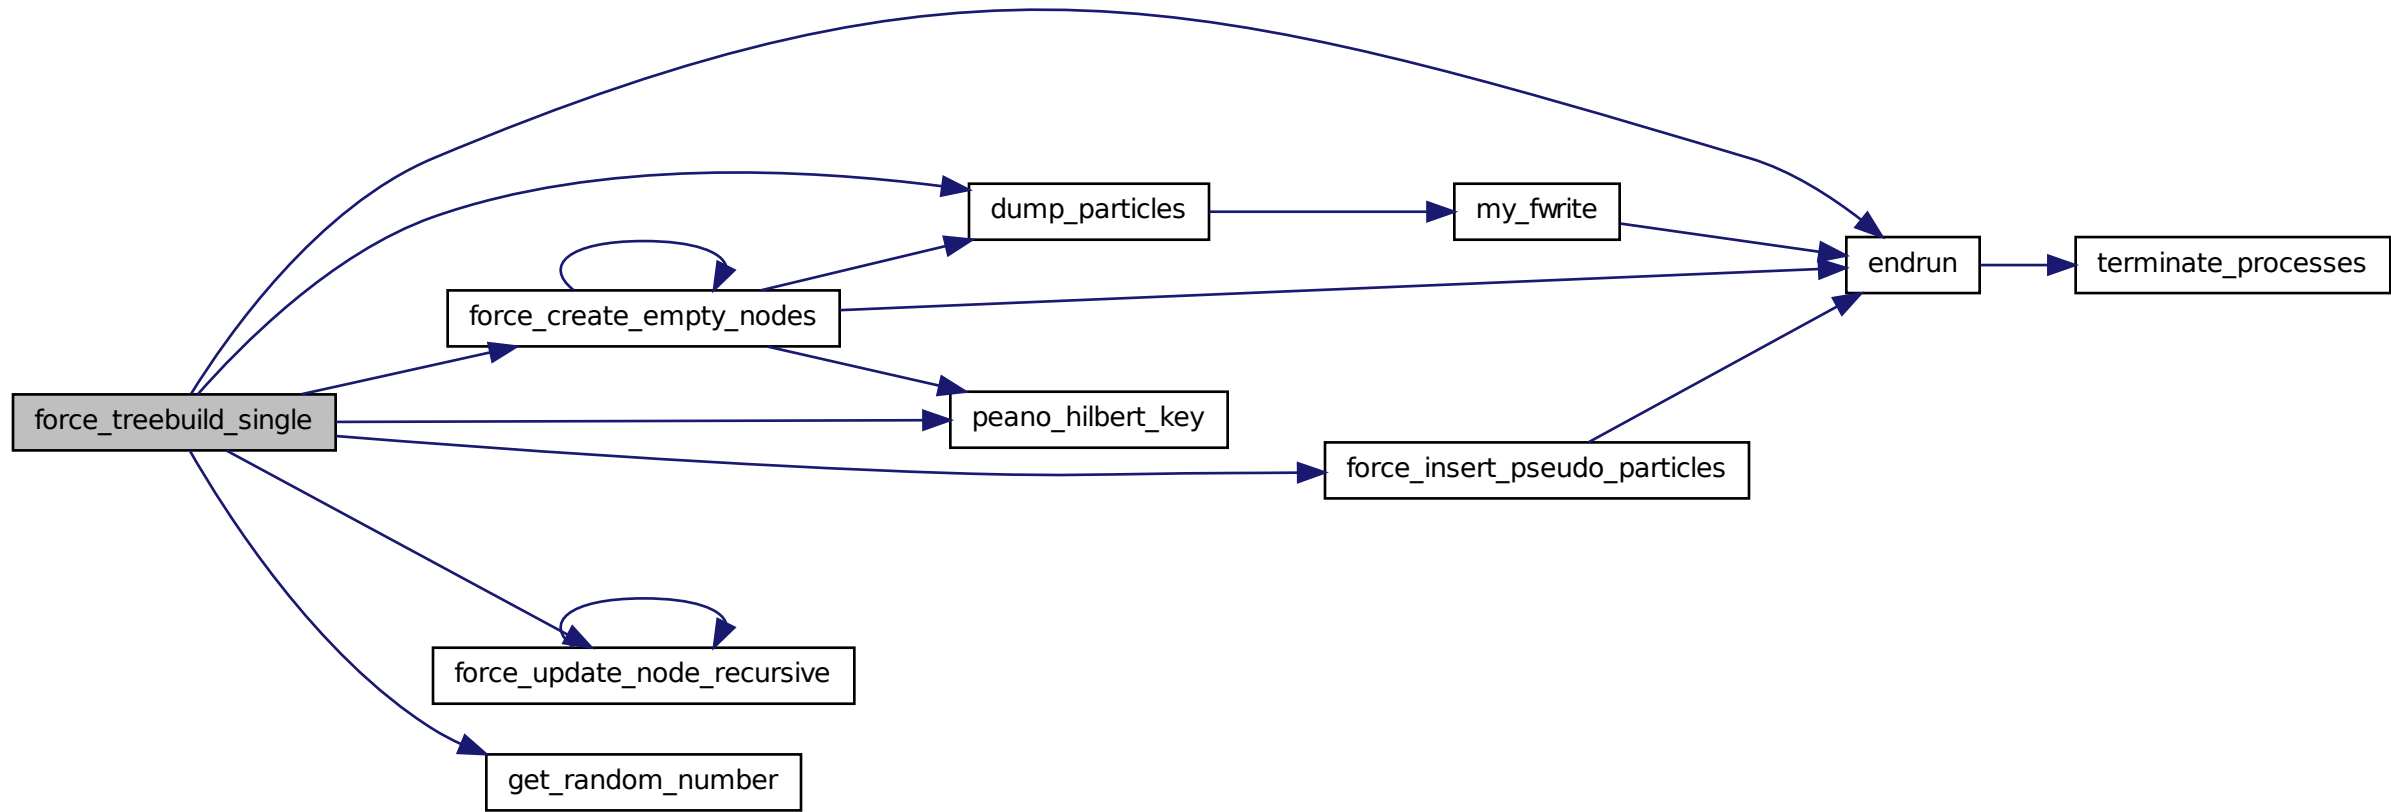 dump_particles
my_fwrite
endrun
terminate_processes
force_create_empty_nodes
force_treebuild_single
peano_hilbert_key
force_insert_pseudo_particles
force_update_node_recursive
get_random_number